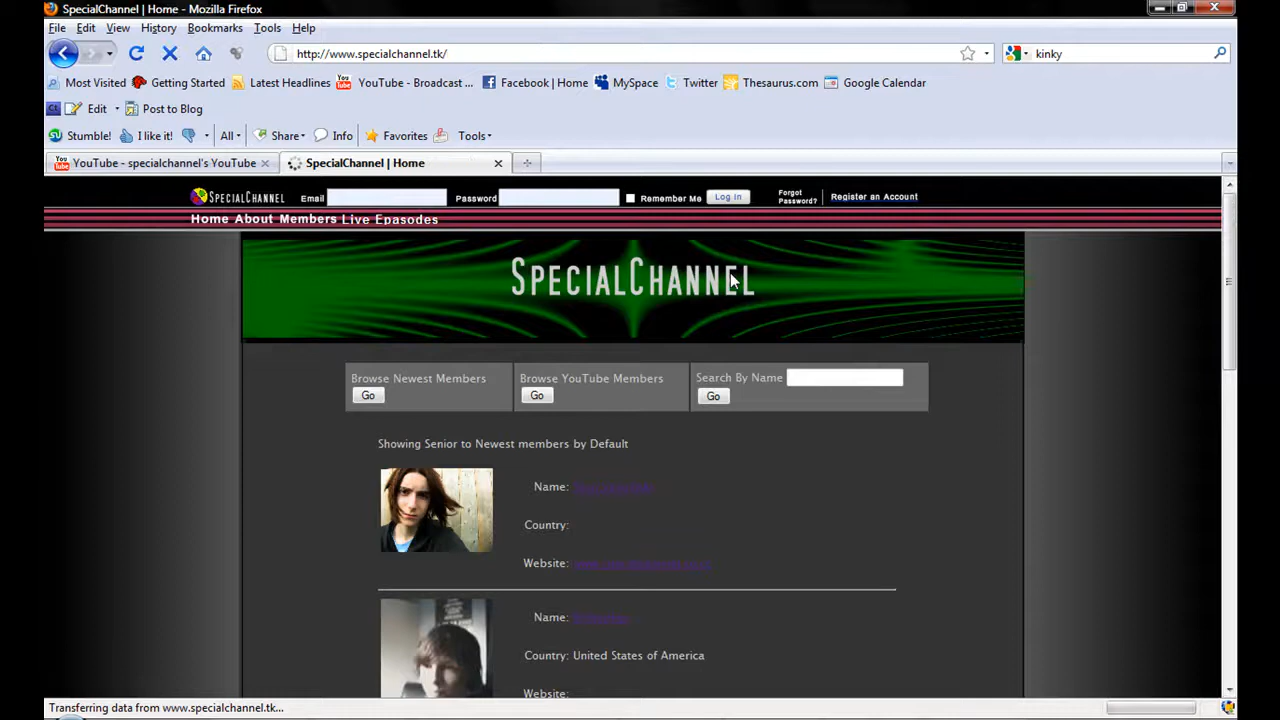 SpecialChannel | Home - Mozilla Firefox
File Edit View History Bookmarks Tools Help
http://www.specialchannel.tk/ kinky
Most Visited Getting Started Latest Headlines YouTube - Broadcast ... Facebook | Home MySpace Twitter Thesaurus.com Google Calendar
CL Edit Post to Blog
Stumble! I like it! All Share Info Favorites Tools
YouTube - specialchannel's YouTube SpecialChannel | Home
SPECIALCHANNEL Email Password Remember Me Log In Forgot Password? Register an Account
Home About Members Live Epasodes
SPECIALCHANNEL
Browse Newest Members Browse YouTube Members Search By Name
Go Go Go
Showing Senior to Newest members by Default
Name:
Country:
Website:
Name:
Country: United States of America
Website:
Transferring data from www.specialchannel.tk...